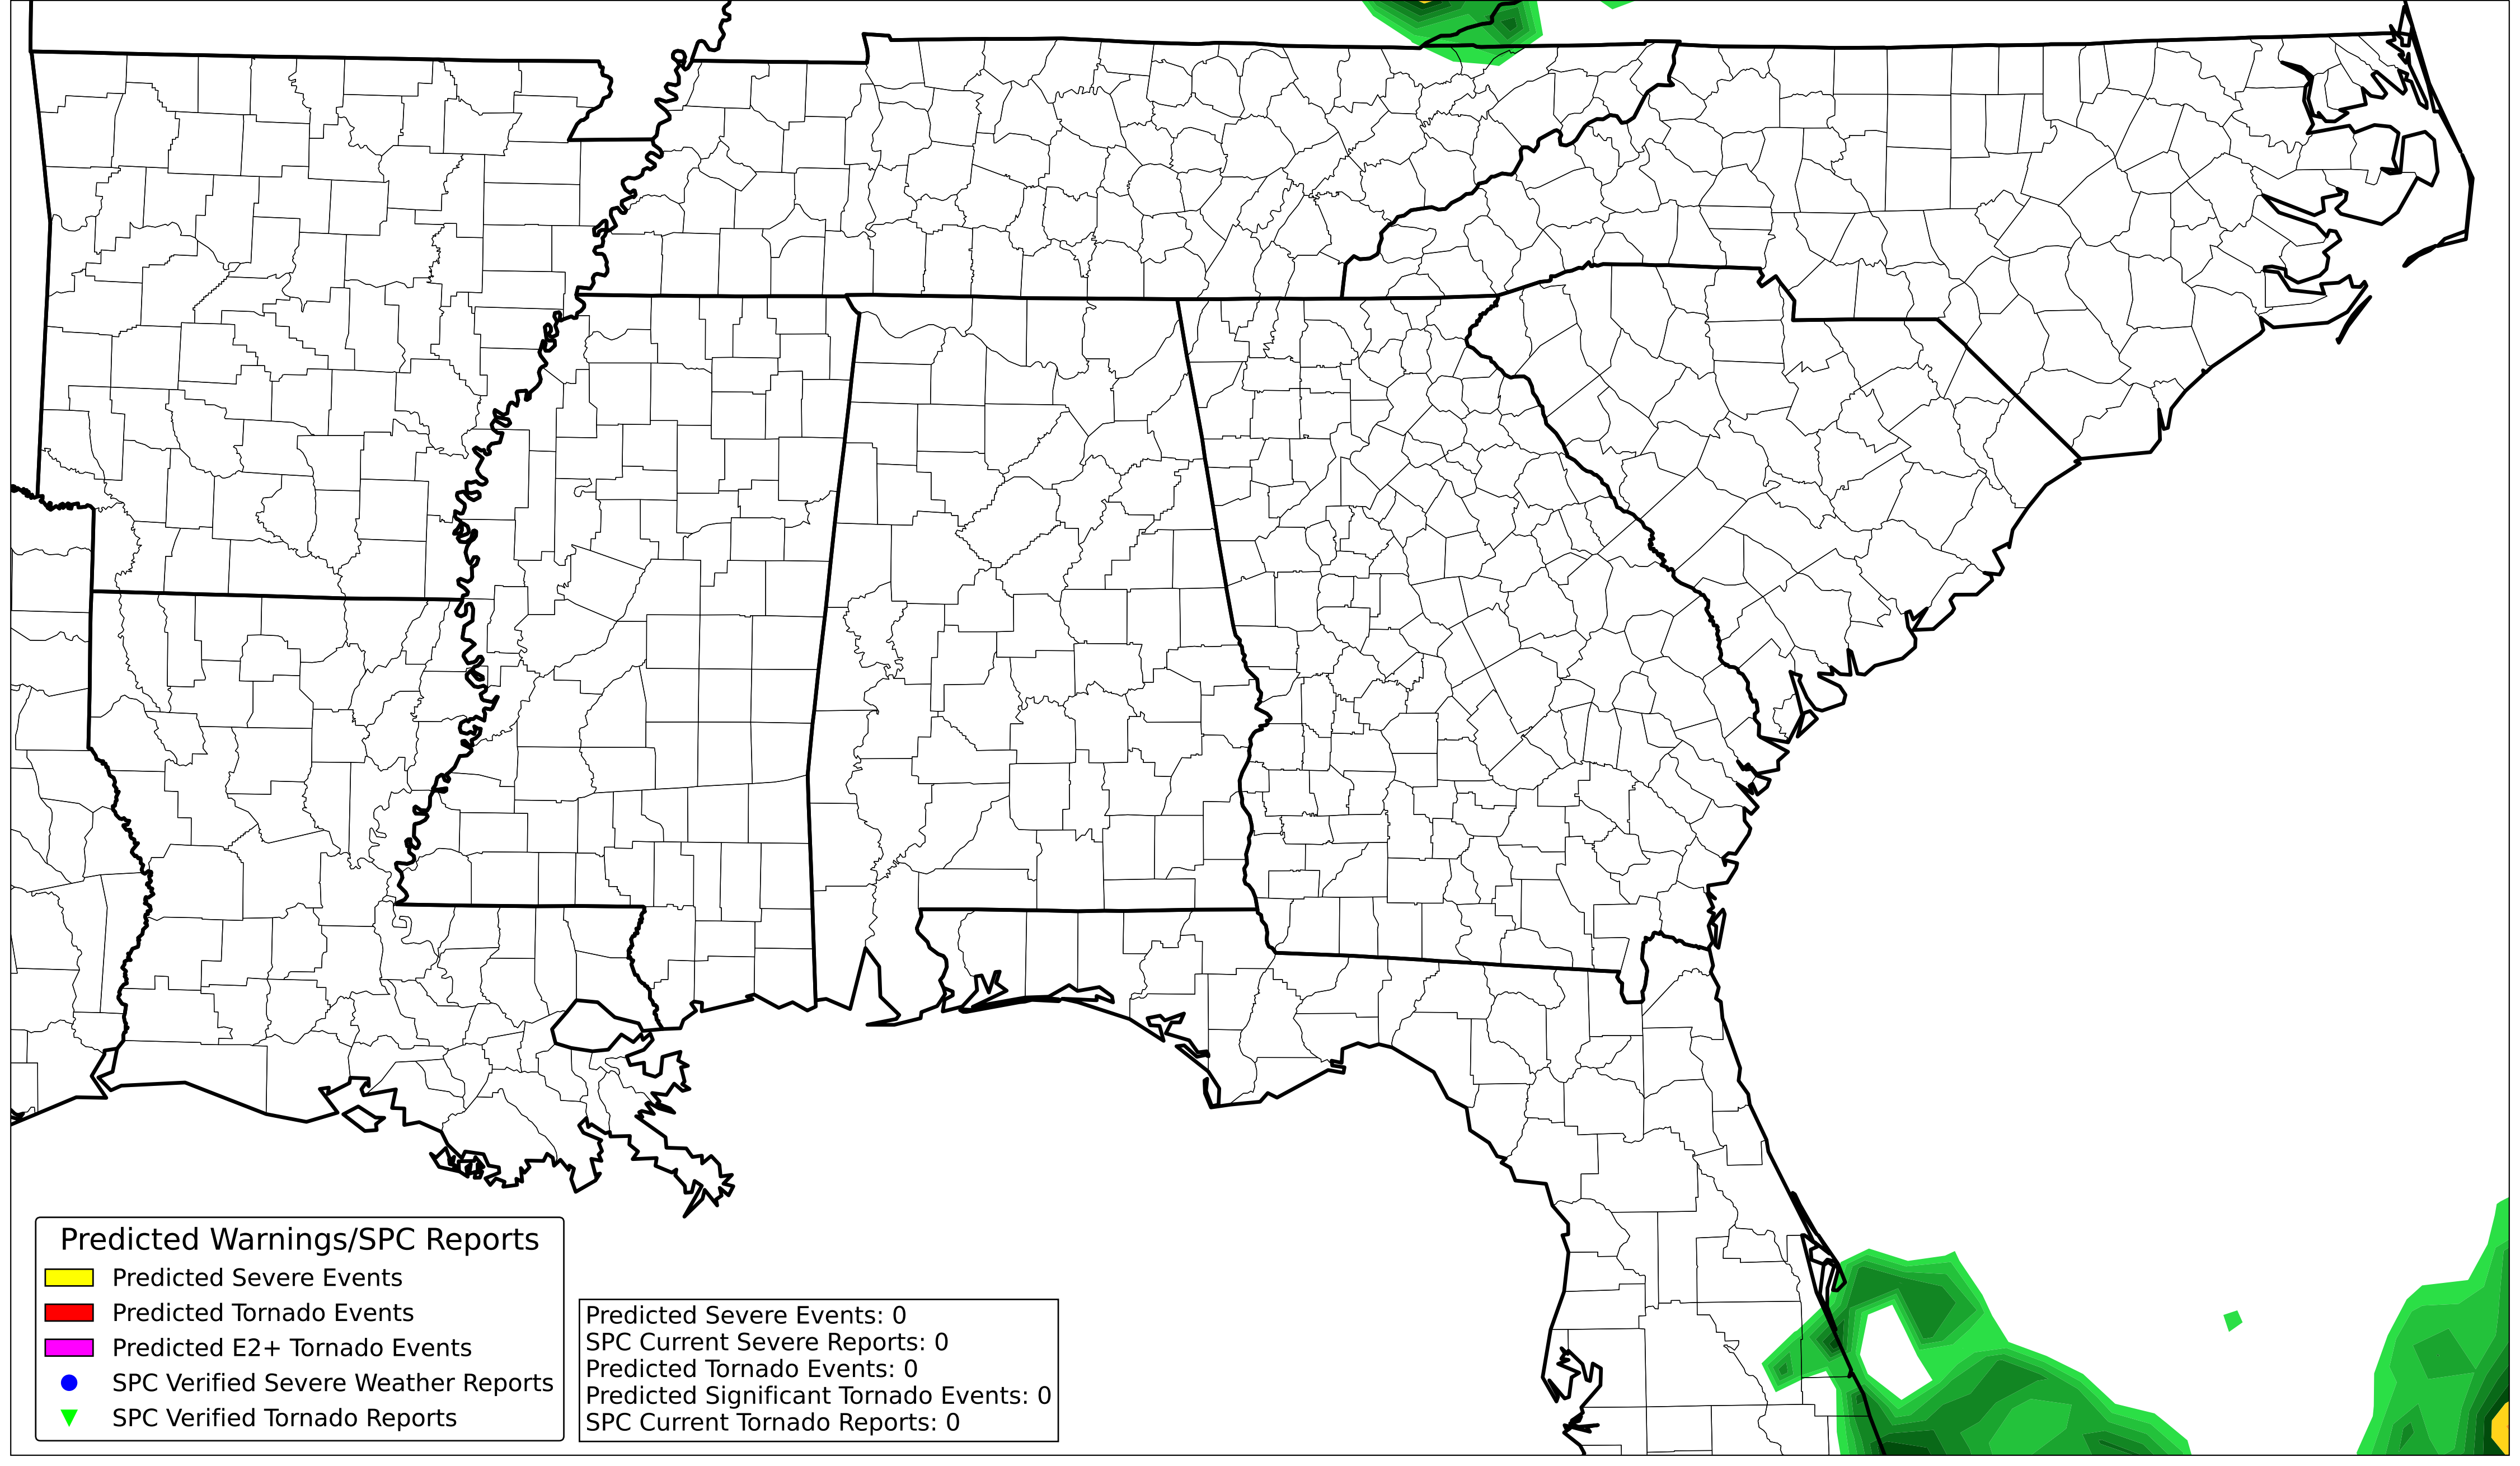 Predicted Warnings/SPC Reports
Predicted Severe Events
Predicted Tornado Events
Predicted E2+ Tornado Events
SPC Verified Severe Weather Reports
SPC Verified Tornado Reports
Predicted Severe Events: 0
SPC Current Severe Reports: 0
Predicted Tornado Events: 0
Predicted Significant Tornado Events: 0
SPC Current Tornado Reports: 0